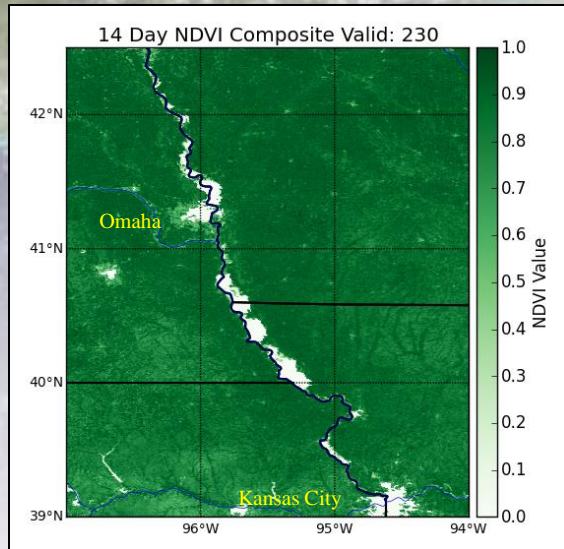 14 Day NDVI Composite Valid: 230
42°N
41°N
40°N
39°N
96°W
95°W
94°W
Omaha
Kansas City
1.0
0.9
0.8
0.7
0.6
0.5
0.4
0.3
0.2
0.1
0.0
NDVI Value